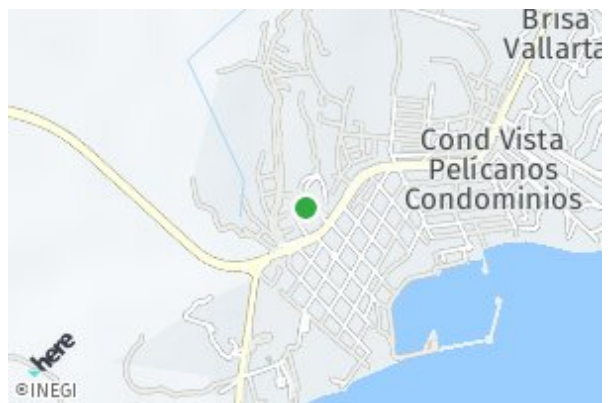 Brisa
Vallarta
Cond Vista
Pelícanos
Condominios
here
©INEGI